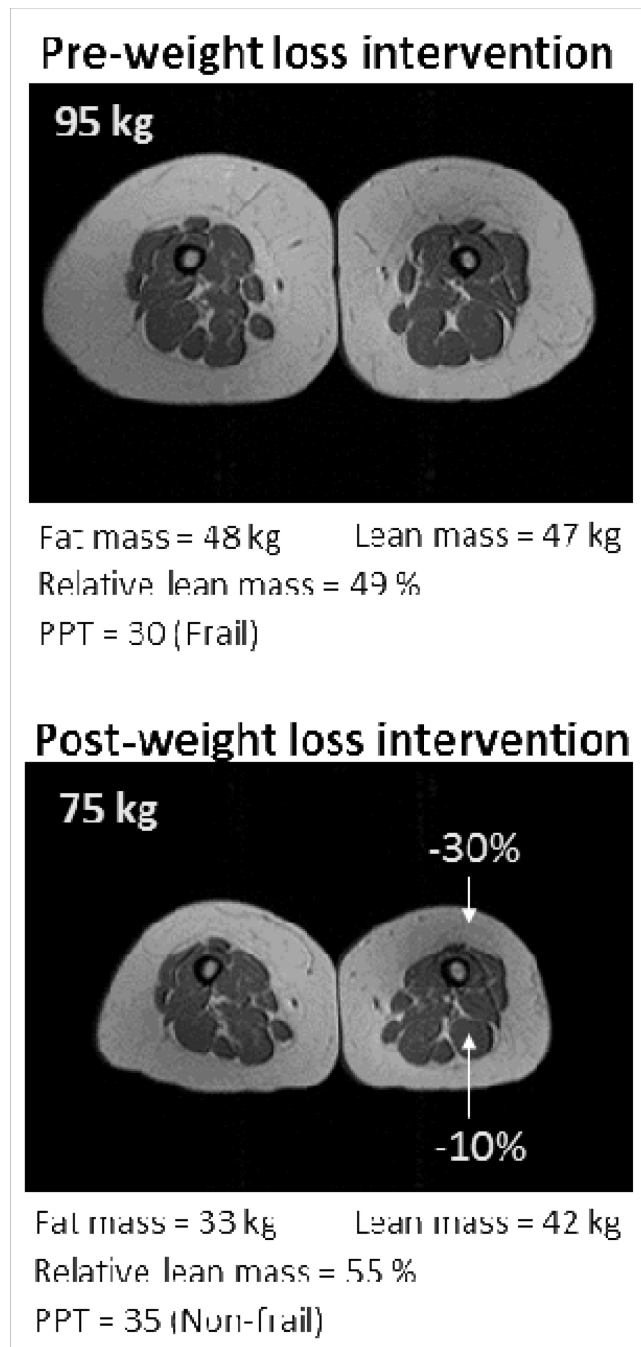 Pre-weight loss intervention
95 kg
Fat mass = 48 kg Lean mass = 47 kg
Relative lean mass = 49 %
PPT = 30 (Frail)
Post-weight loss intervention
75 kg
-30%
-10%
Fat mass = 33 kg Lean mass = 42 kg
Relative lean mass = 55 %
PPT = 35 (Non-frail)